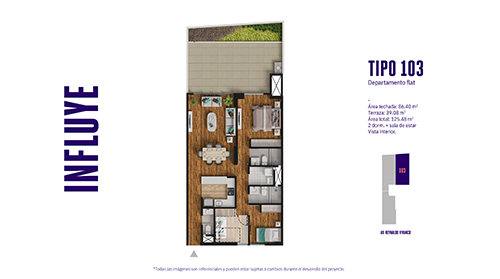 INFLUYE
TIPO 103
Departamento flat
-
Área techada: 86.40 m²
Terraza: 39.08 m²
Área total: 125.48 m²
2 dorm. + sala de estar
Vista interior.
103
AV. REYNALDO VIVANCO
*Todas las imágenes son referenciales y pueden estar sujetas a cambios durante el desarrollo del proyecto.